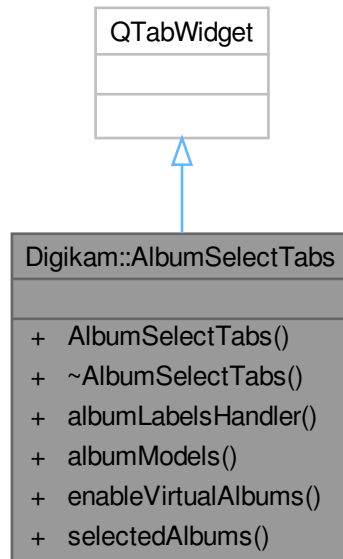 QTabWidget
Digikam::AlbumSelectTabs
+ AlbumSelectTabs()
+ ~AlbumSelectTabs()
+ albumLabelsHandler()
+ albumModels()
+ enableVirtualAlbums()
+ selectedAlbums()